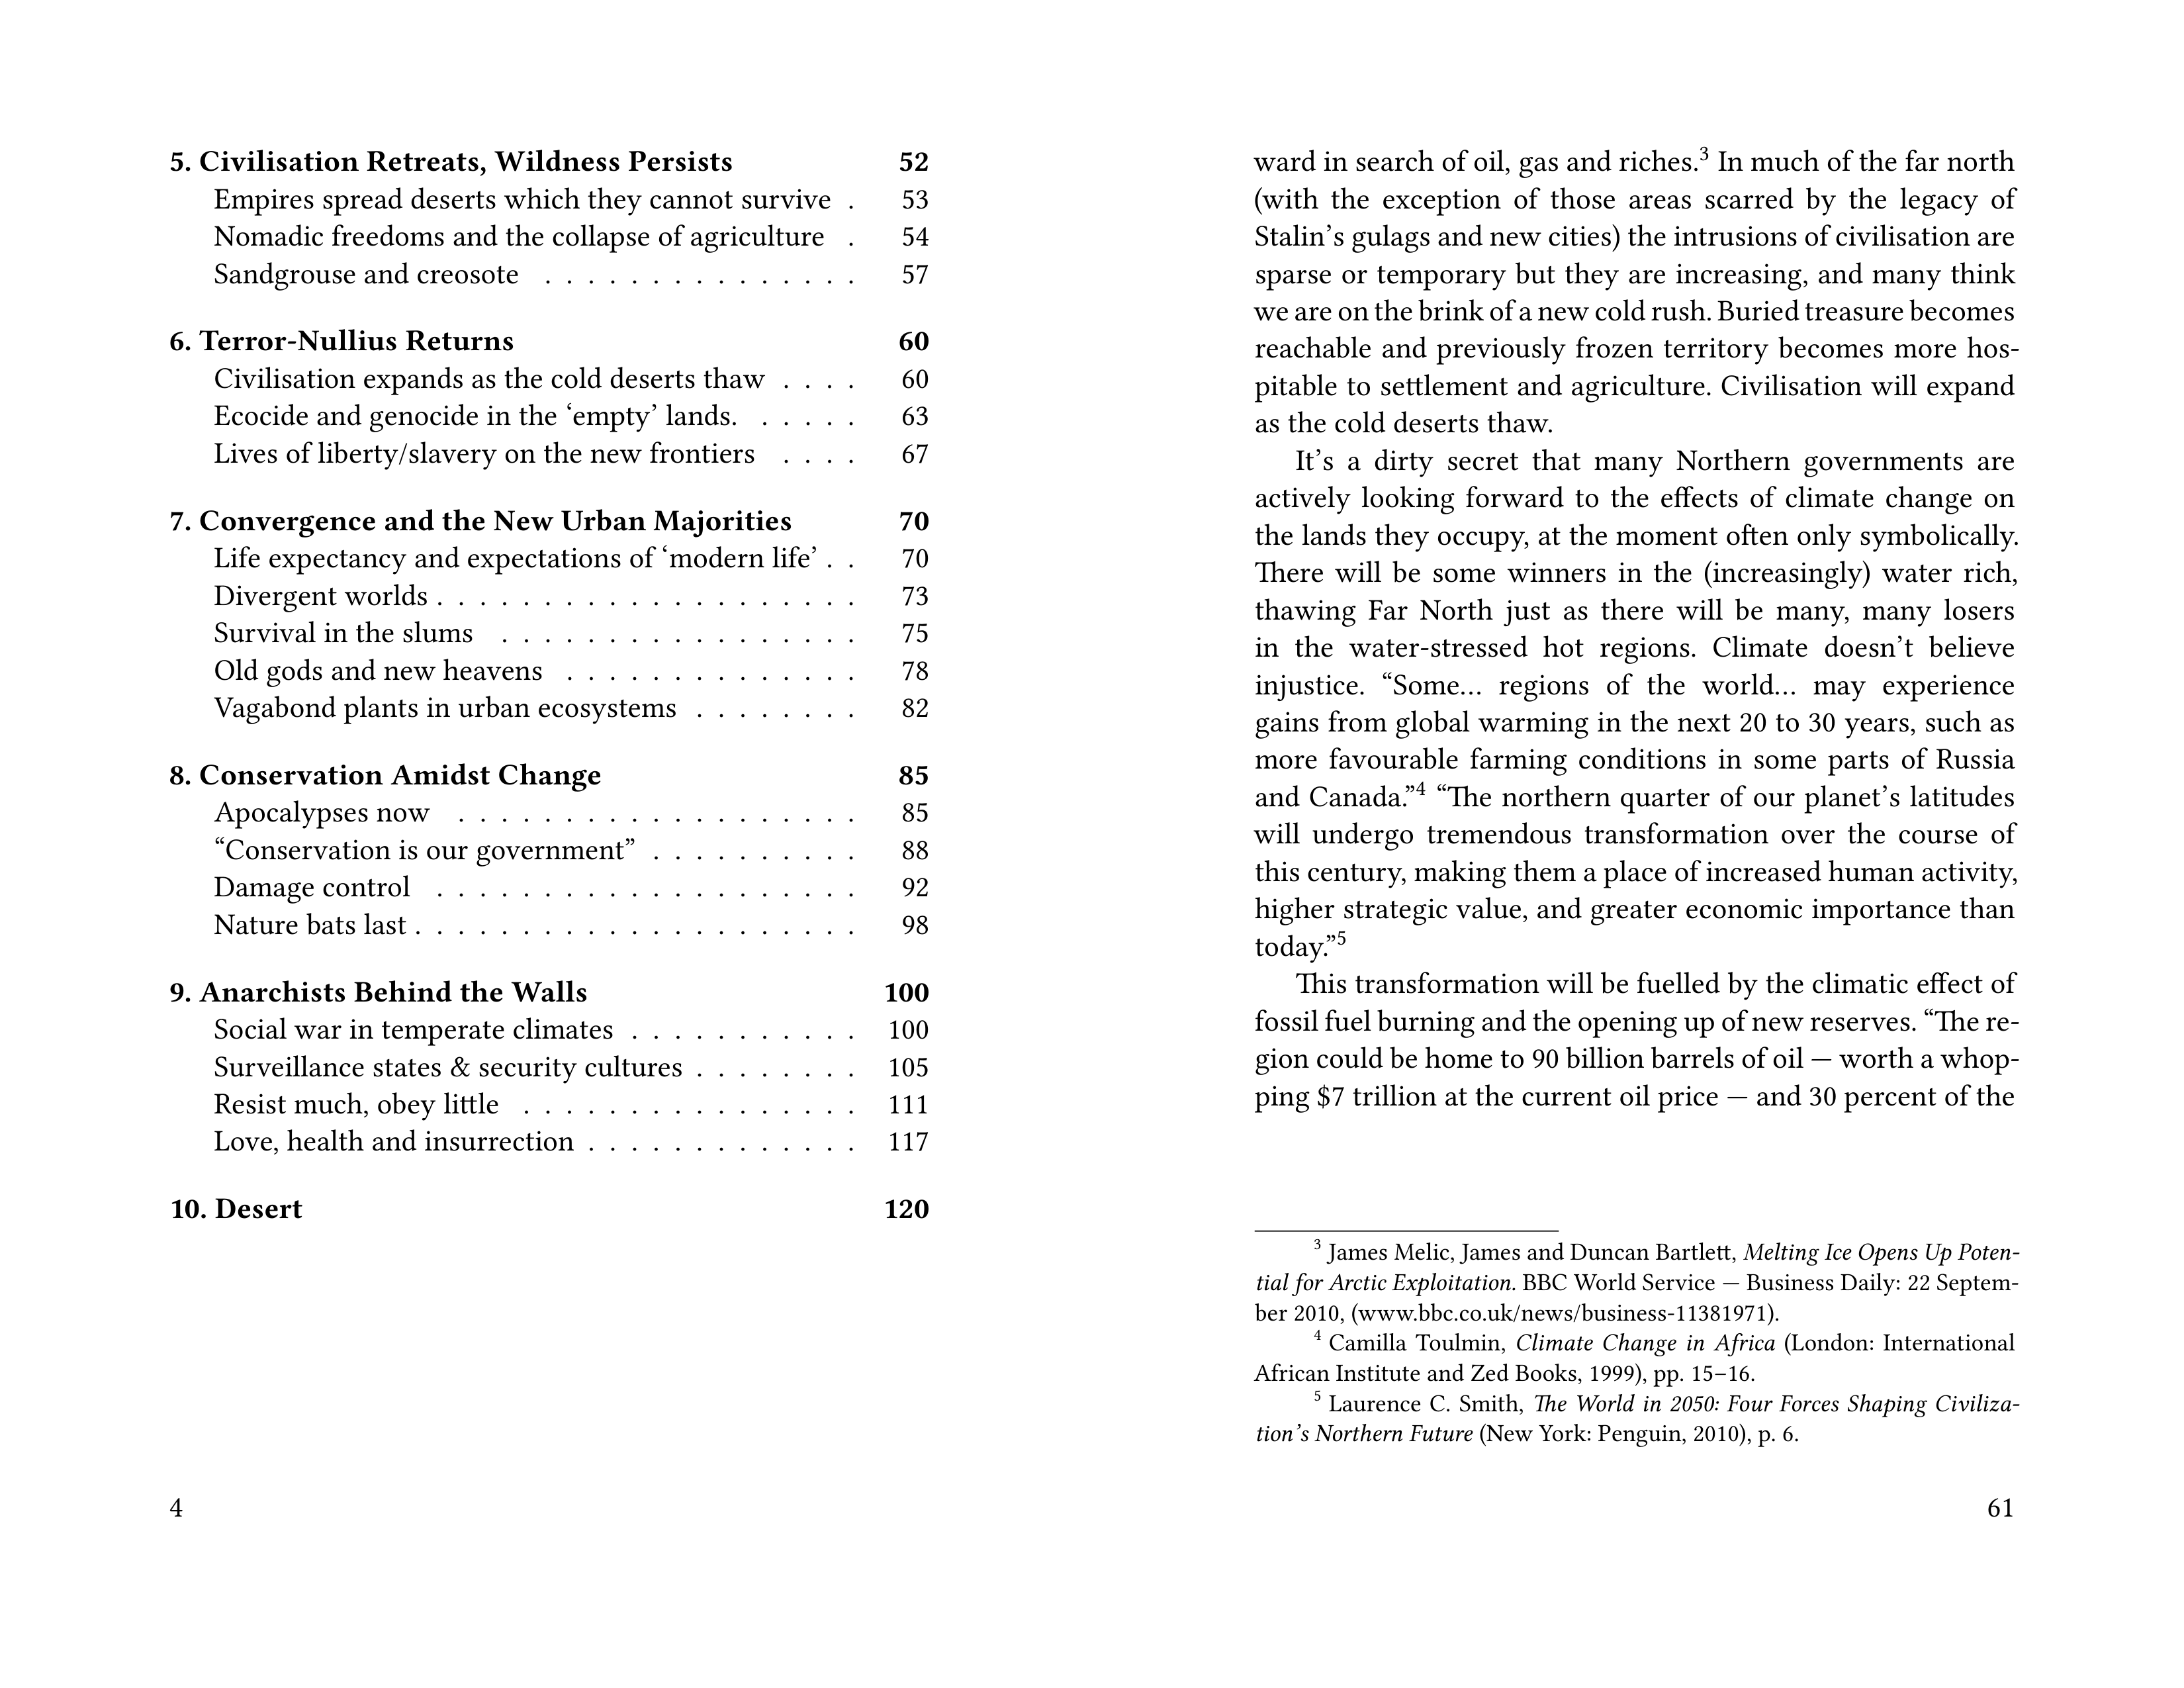 5. Civilisation Retreats, Wildness Persists 52
Empires spread deserts which they cannot survive . 53
Nomadic freedoms and the collapse of agriculture . 54
Sandgrouse and creosote . . . . . . . . . . . . . . . 57
6. Terror-Nullius Returns 60
Civilisation expands as the cold deserts thaw . . . . 60
Ecocide and genocide in the ‘empty’ lands. . . . . . 63
Lives of liberty/slavery on the new frontiers . . . . 67
7. Convergence and the New Urban Majorities 70
Life expectancy and expectations of ‘modern life’ . . 70
Divergent worlds . . . . . . . . . . . . . . . . . . . . 73
Survival in the slums . . . . . . . . . . . . . . . . . 75
Old gods and new heavens . . . . . . . . . . . . . . 78
Vagabond plants in urban ecosystems . . . . . . . . 82
8. Conservation Amidst Change 85
Apocalypses now . . . . . . . . . . . . . . . . . . . 85
“Conservation is our government” . . . . . . . . . . 88
Damage control . . . . . . . . . . . . . . . . . . . . 92
Nature bats last . . . . . . . . . . . . . . . . . . . . . 98
9. Anarchists Behind the Walls 100
Social war in temperate climates . . . . . . . . . . . 100
Surveillance states & security cultures . . . . . . . . 105
Resist much, obey little . . . . . . . . . . . . . . . . 111
Love, health and insurrection . . . . . . . . . . . . . 117
10. Desert 120
4
ward in search of oil, gas and riches.³ In much of the far north
(with the exception of those areas scarred by the legacy of
Stalin’s gulags and new cities) the intrusions of civilisation are
sparse or temporary but they are increasing, and many think
we are on the brink of a new cold rush. Buried treasure becomes
reachable and previously frozen territory becomes more hos-
pitable to settlement and agriculture. Civilisation will expand
as the cold deserts thaw.
It’s a dirty secret that many Northern governments are
actively looking forward to the effects of climate change on
the lands they occupy, at the moment often only symbolically.
There will be some winners in the (increasingly) water rich,
thawing Far North just as there will be many, many losers
in the water-stressed hot regions. Climate doesn’t believe
injustice. “Some… regions of the world… may experience
gains from global warming in the next 20 to 30 years, such as
more favourable farming conditions in some parts of Russia
and Canada.”⁴ “The northern quarter of our planet’s latitudes
will undergo tremendous transformation over the course of
this century, making them a place of increased human activity,
higher strategic value, and greater economic importance than
today.”⁵
This transformation will be fuelled by the climatic effect of
fossil fuel burning and the opening up of new reserves. “The re-
gion could be home to 90 billion barrels of oil — worth a whop-
ping $7 trillion at the current oil price — and 30 percent of the
³ James Melic, James and Duncan Bartlett, Melting Ice Opens Up Poten-
tial for Arctic Exploitation. BBC World Service — Business Daily: 22 Septem-
ber 2010, (www.bbc.co.uk/news/business-11381971).
⁴ Camilla Toulmin, Climate Change in Africa (London: International
African Institute and Zed Books, 1999), pp. 15–16.
⁵ Laurence C. Smith, The World in 2050: Four Forces Shaping Civiliza-
tion’s Northern Future (New York: Penguin, 2010), p. 6.
61